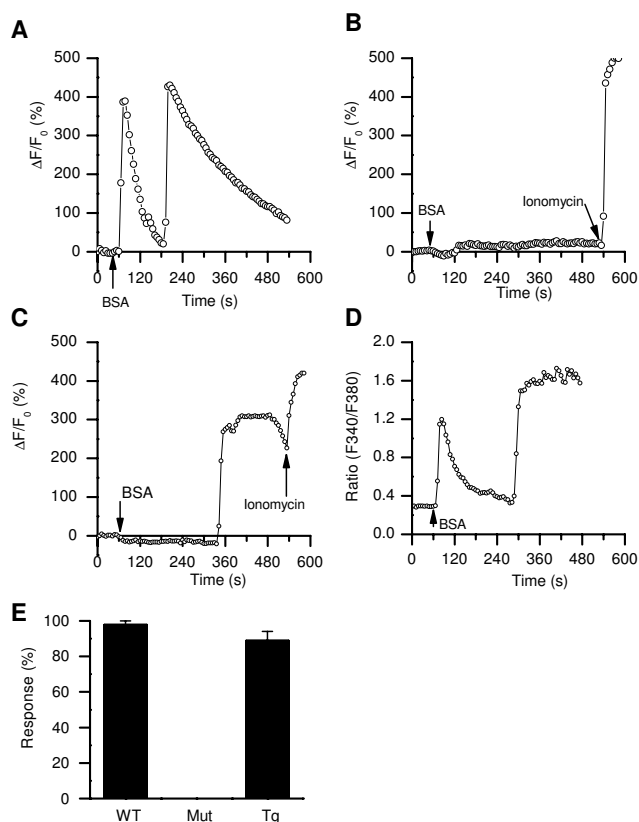 A
500
400
300
200
100
0
ΔF/F0 (%)
0 120 240 360 480 600
Time (s)
BSA
B
500
400
300
200
100
0
ΔF/F0 (%)
BSA
Ionomycin
0 120 240 360 480 600
Time (s)
C
500
400
300
200
100
0
ΔF/F0 (%)
BSA
Ionomycin
0 120 240 360 480 600
Time (s)
D
2.0
1.6
1.2
0.8
0.4
0.0
Ratio (F340/F380)
BSA
0 120 240 360 480 600
Time (s)
E
100
80
60
40
20
0
Response (%)
WT Mut Tg